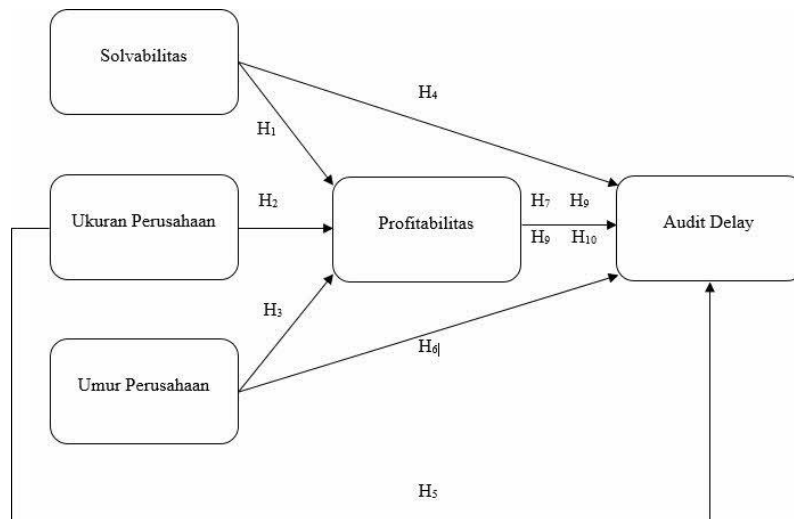 Solvabilitas
H₄
H₁
Ukuran Perusahaan
H₂
Profitabilitas
H₇ H₉
H₉ H₁₀
Audit Delay
H₃
H₆|
Umur Perusahaan
H₅